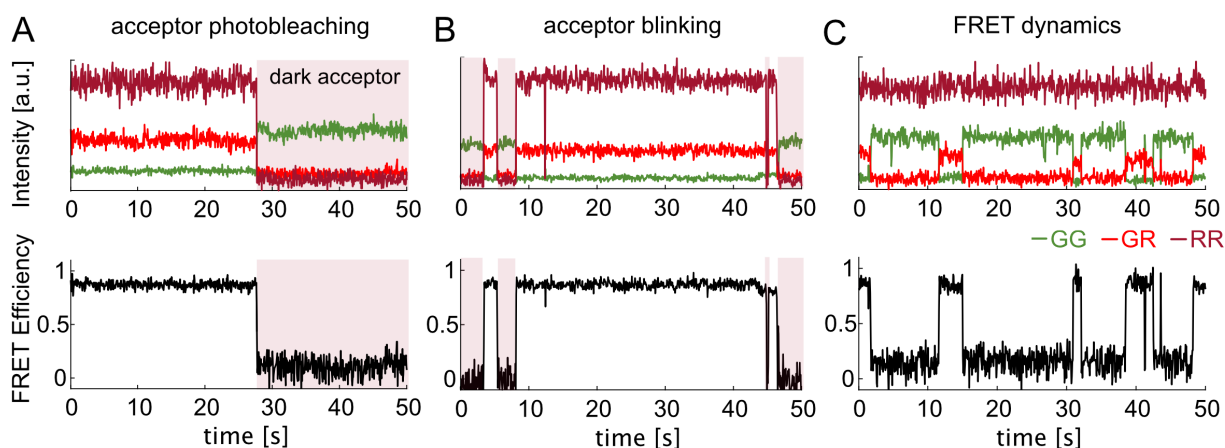 A acceptor photobleaching
B acceptor blinking
C FRET dynamics
Intensity [a.u.]
dark acceptor
0 10 20 30 40 50
0 10 20 30 40 50
0 10 20 30 40 50
GG GR RR
FRET Efficiency
1
0.5
0
1
0.5
0
1
0.5
0
0 10 20 30 40 50
0 10 20 30 40 50
0 10 20 30 40 50
time [s]
time [s]
time [s]